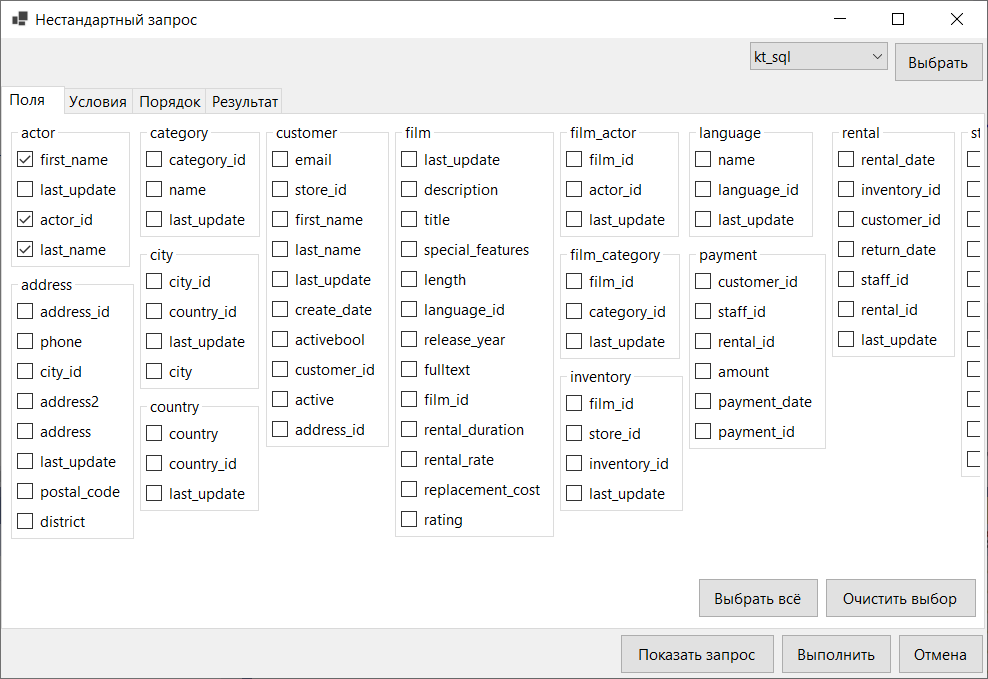 Нестандартный запрос
kt_sql
Выбрать
Поля
Условия
Порядок
Результат
actor
first_name
last_update
actor_id
last_name
address
address_id
phone
city_id
address2
address
last_update
postal_code
district
category
category_id
name
last_update
city
city_id
country_id
last_update
city
country
country
country_id
last_update
customer
email
store_id
first_name
last_name
last_update
create_date
activebool
customer_id
active
address_id
film
last_update
description
title
special_features
length
language_id
release_year
fulltext
film_id
rental_duration
rental_rate
replacement_cost
rating
film_actor
film_id
actor_id
last_update
film_category
film_id
category_id
last_update
inventory
film_id
store_id
inventory_id
last_update
language
name
language_id
last_update
payment
customer_id
staff_id
rental_id
amount
payment_date
payment_id
rental
rental_date
inventory_id
customer_id
return_date
staff_id
rental_id
last_update
Выбрать всё
Очистить выбор
Показать запрос
Выполнить
Отмена